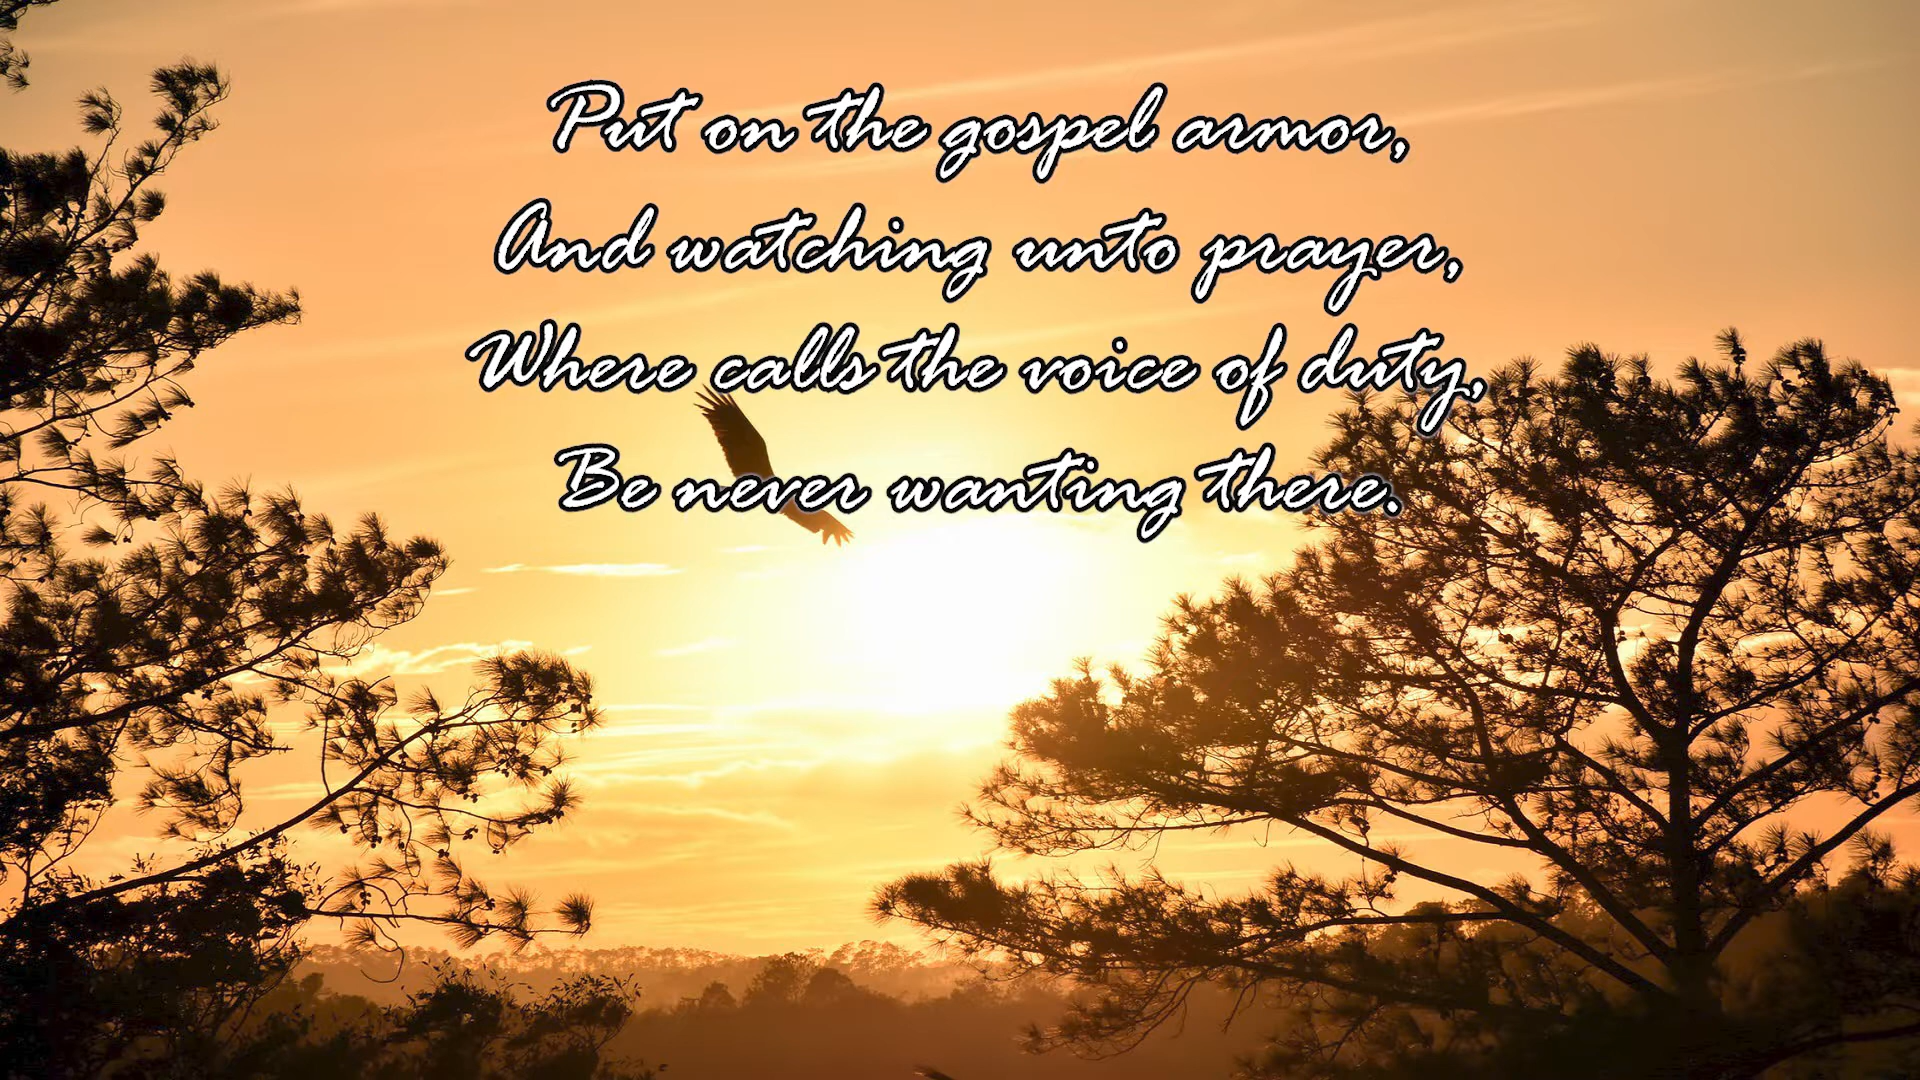 Put on the gospel armor,
And watching unto prayer,
Where calls the voice of duty,
Be never wanting there.